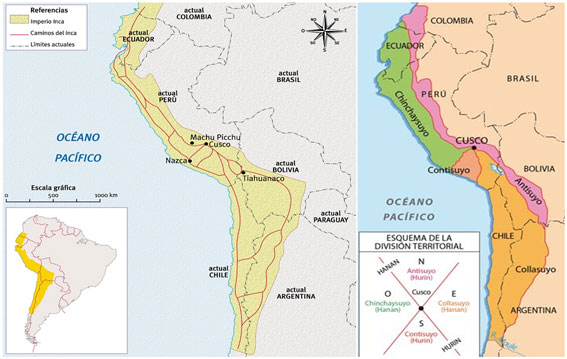 Referencias
Imperio Inca
Caminos del inca
Límites actuales
actual
COLOMBIA
actual
ECUADOR
N
O
E
S
NO
NE
SO
SE
actual
PERÚ
actual
BRASIL
OCÉANO
PACÍFICO
Machu Picchu
Cusco
Nazca
Tiahuanaco
actual
BOLIVIA
Escala gráfica
0
500
1000 km
actual
PARAGUAY
actual
CHILE
actual
ARGENTINA
COLOMBIA
ECUADOR
PERÚ
BRASIL
Chinchaysuyo
CUSCO
Contisuyo
BOLIVIA
Antisuyo
OCÉANO
PACÍFICO
CHILE
Collasuyo
ARGENTINA
ESQUEMA DE LA
DIVISIÓN TERRITORIAL
HANAN
N
Antisuyo
(Hurin)
O
Chinchaysuyo
(Hanan)
Cusco
E
Collasuyo
(Hanan)
S
Contisuyo
(Hurin)
HURIN